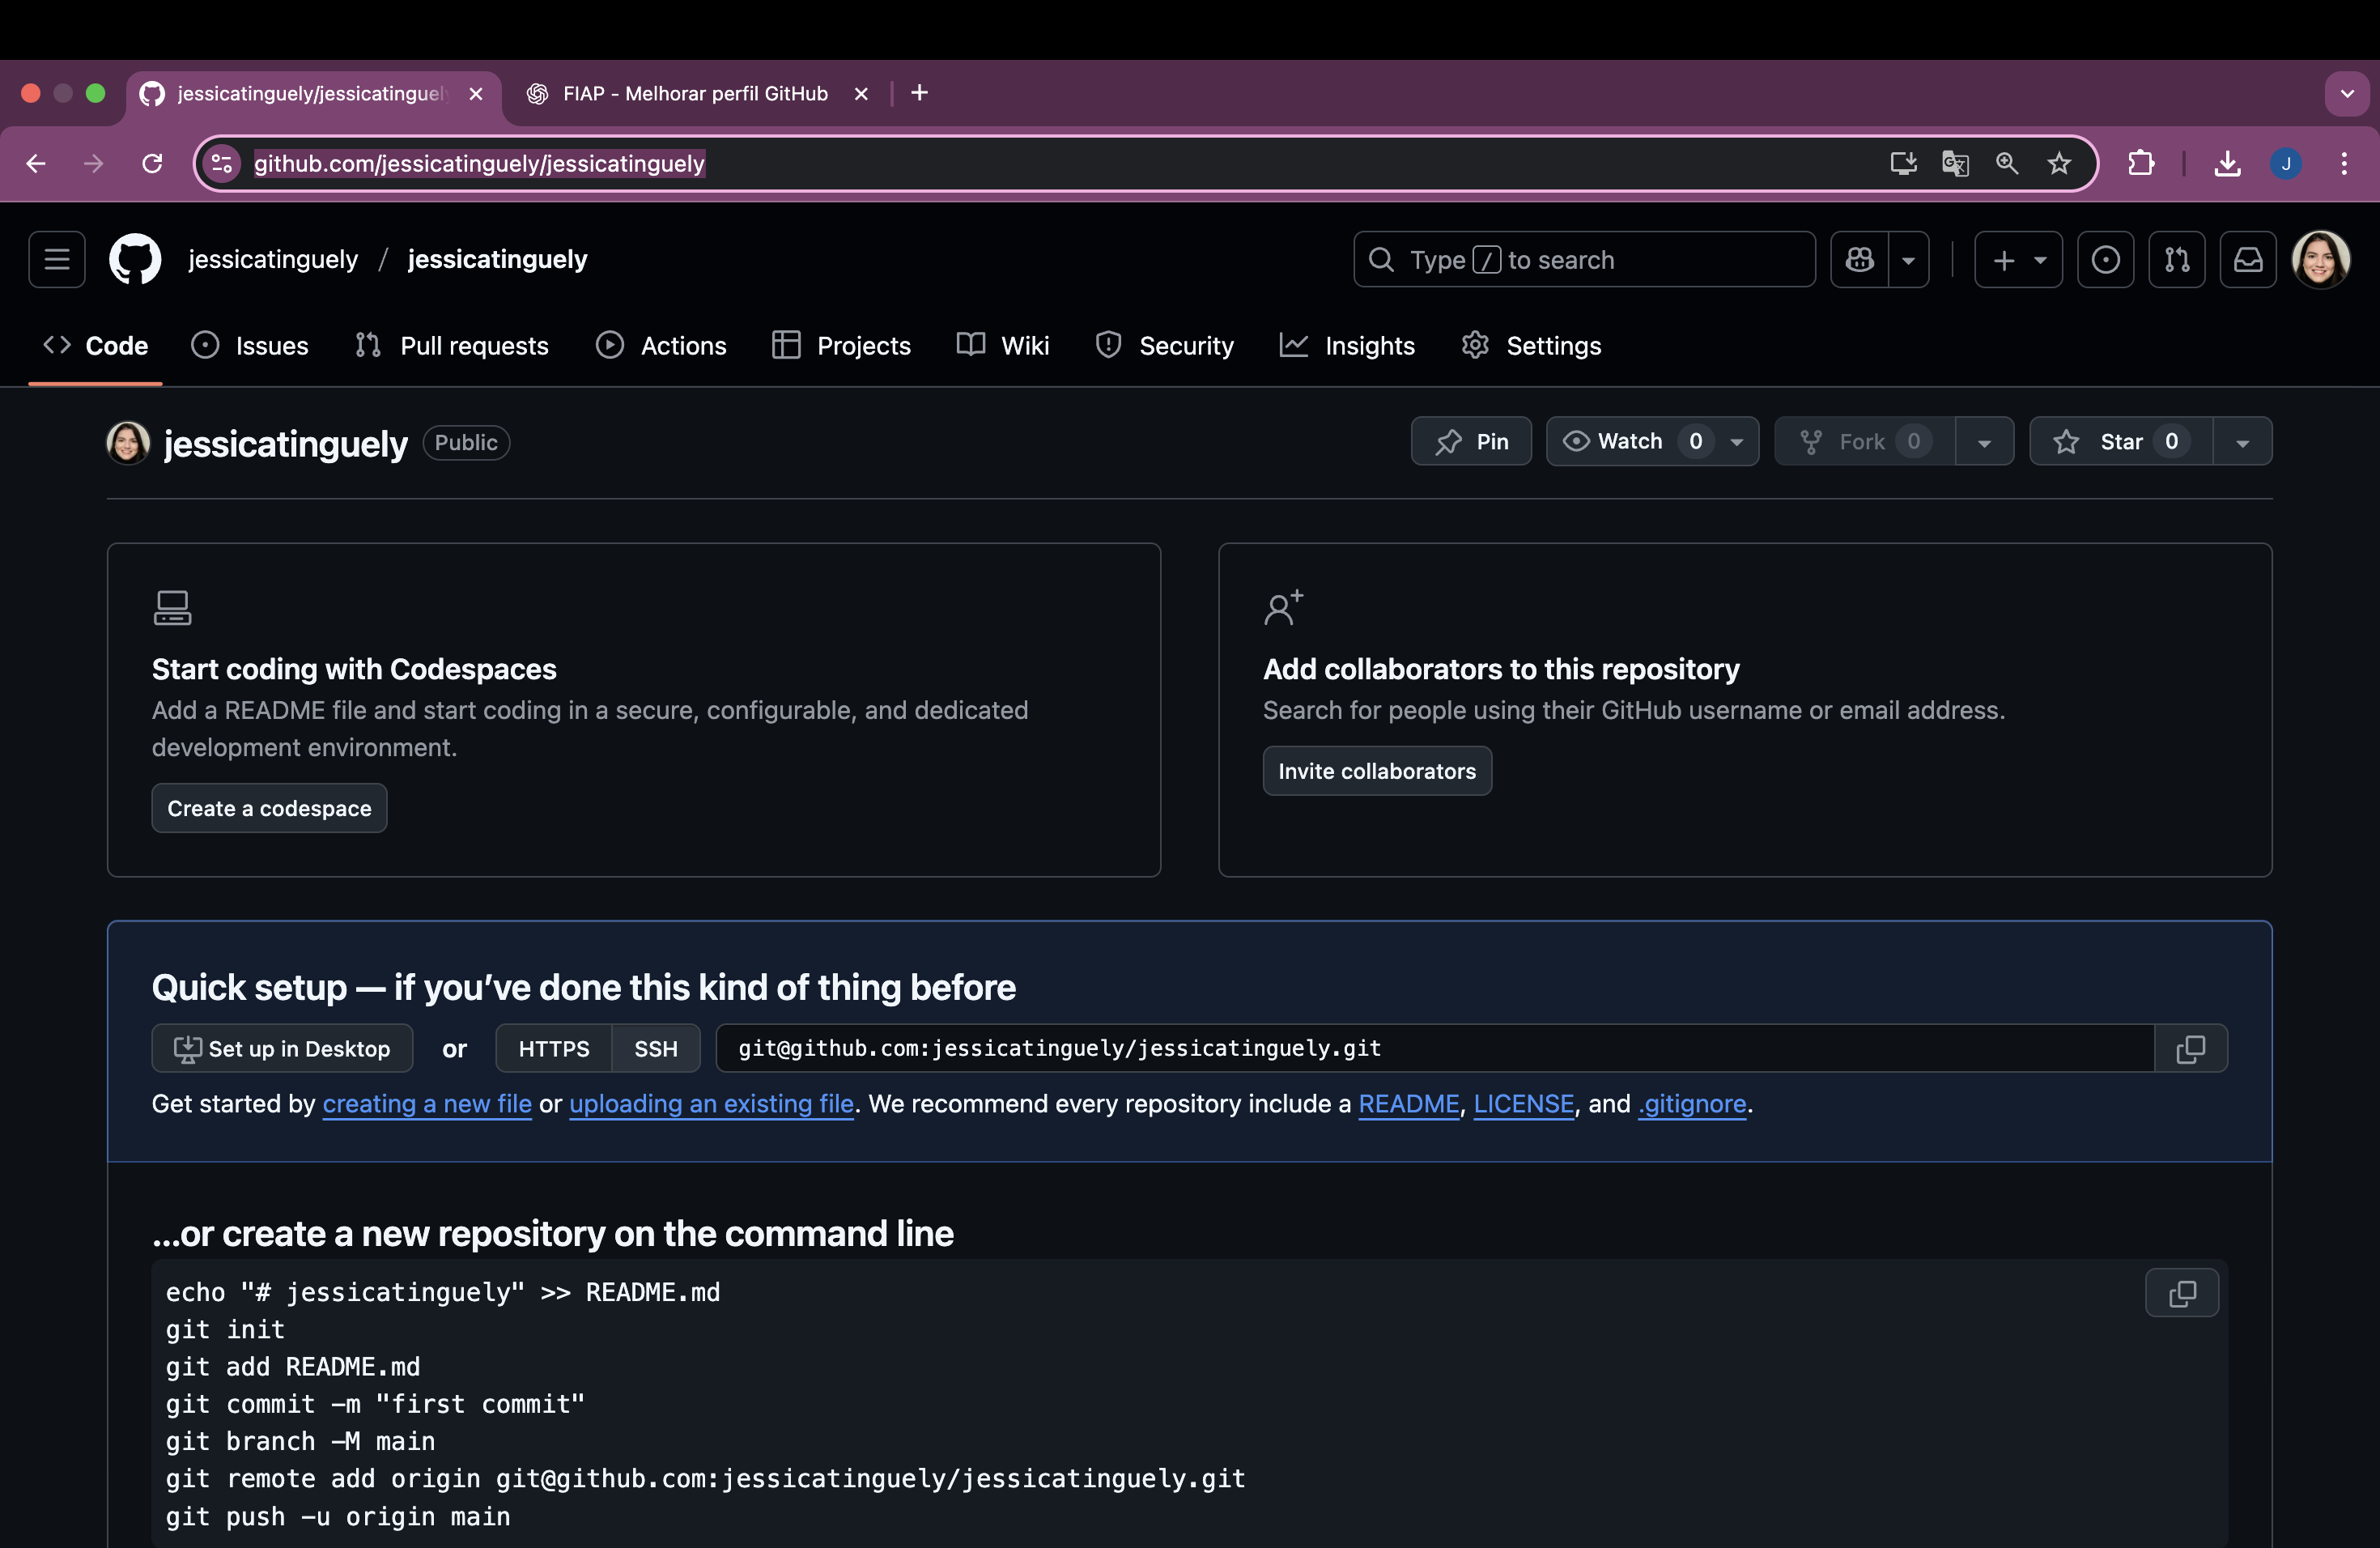 jessicatinguely/jessicatinguel
FIAP - Melhorar perfil GitHub
github.com/jessicatinguely/jessicatinguely
J
jessicatinguely / jessicatinguely
Type / to search
Code
Issues
Pull requests
Actions
Projects
Wiki
Security
Insights
Settings
jessicatinguely Public
Pin
Watch 0
Fork 0
Star 0
Start coding with Codespaces
Add a README file and start coding in a secure, configurable, and dedicated
development environment.
Create a codespace
Add collaborators to this repository
Search for people using their GitHub username or email address.
Invite collaborators
Quick setup — if you’ve done this kind of thing before
Set up in Desktop or HTTPS SSH git@github.com:jessicatinguely/jessicatinguely.git
Get started by creating a new file or uploading an existing file. We recommend every repository include a README, LICENSE, and .gitignore.
…or create a new repository on the command line
echo "# jessicatinguely" >> README.md
git init
git add README.md
git commit -m "first commit"
git branch -M main
git remote add origin git@github.com:jessicatinguely/jessicatinguely.git
git push -u origin main